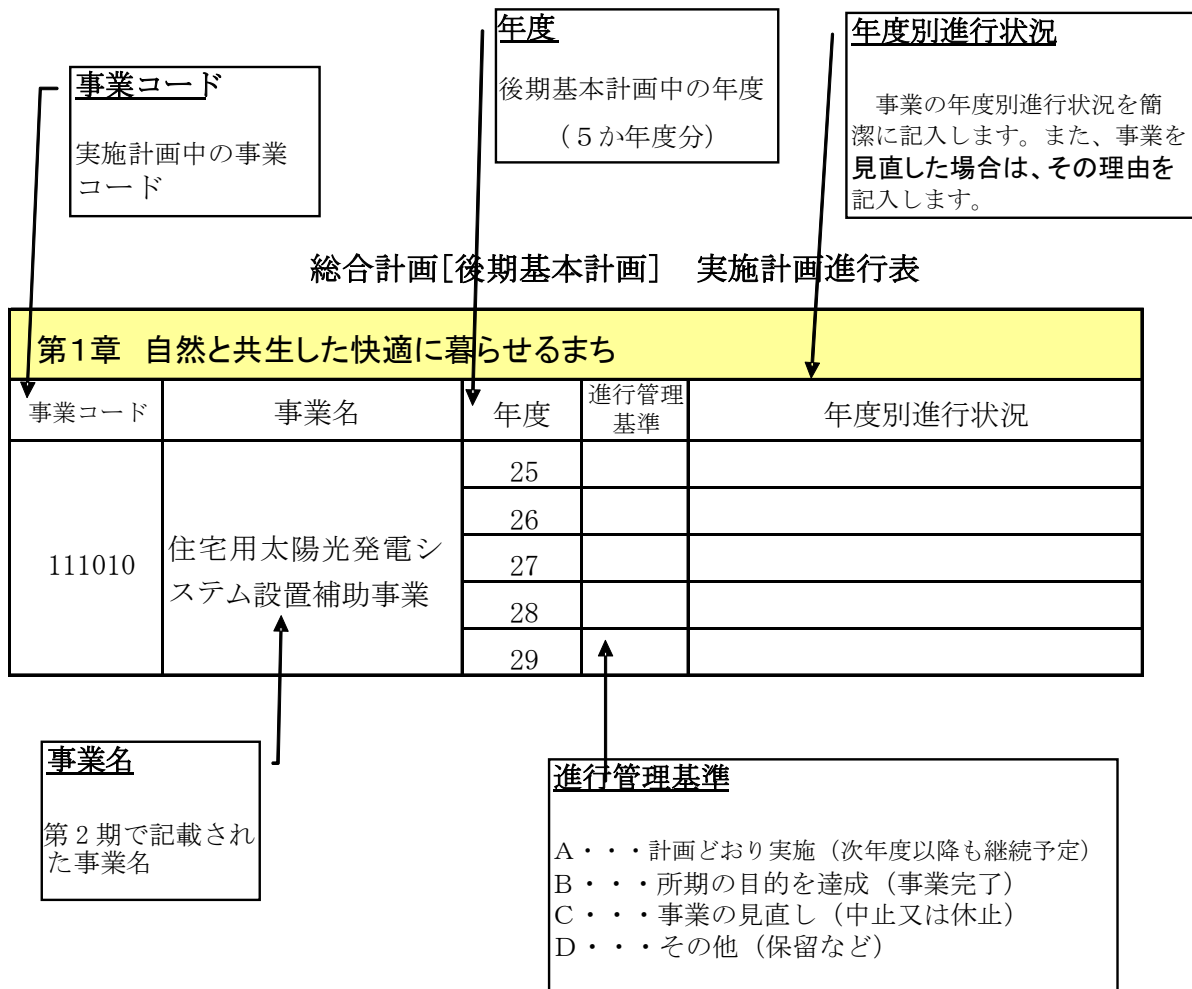 事業コード
実施計画中の事業
コード
年度
後期基本計画中の年度
（５か年度分）
年度別進行状況
事業の年度別進行状況を簡
潔に記入します。また、事業を
見直した場合は、その理由を
記入します。
総合計画[後期基本計画]　実施計画進行表
第１章　自然と共生した快適に暮らせるまち
事業コード
事業名
年度
進行管理
基準
年度別進行状況
111010
住宅用太陽光発電シ
ステム設置補助事業
25
26
27
28
29
事業名
第２期で記載され
た事業名
進行管理基準
Ａ・・・計画どおり実施（次年度以降も継続予定）
Ｂ・・・所期の目的を達成（事業完了）
Ｃ・・・事業の見直し（中止又は休止）
Ｄ・・・その他（保留など）